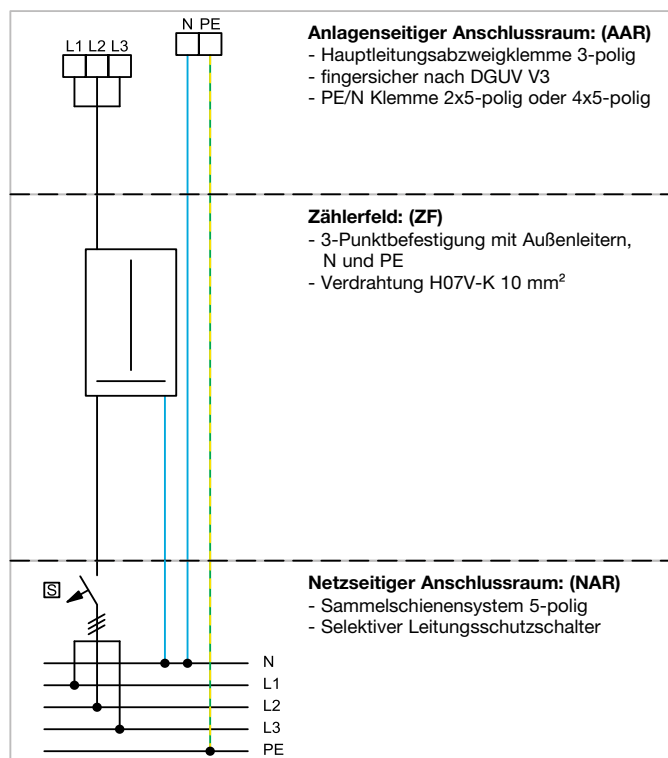 L1 L2 L3
N PE
Anlagenseitiger Anschlussraum: (AAR)
- Hauptleitungsabzweigklemme 3-polig
- fingersicher nach DGUV V3
- PE/N Klemme 2x5-polig oder 4x5-polig
Zählerfeld: (ZF)
- 3-Punktbefestigung mit Außenleitern,
N und PE
- Verdrahtung H07V-K 10 mm²
Netzseitiger Anschlussraum: (NAR)
- Sammelschienensystem 5-polig
- Selektiver Leitungsschutzschalter
S
N
L1
L2
L3
PE